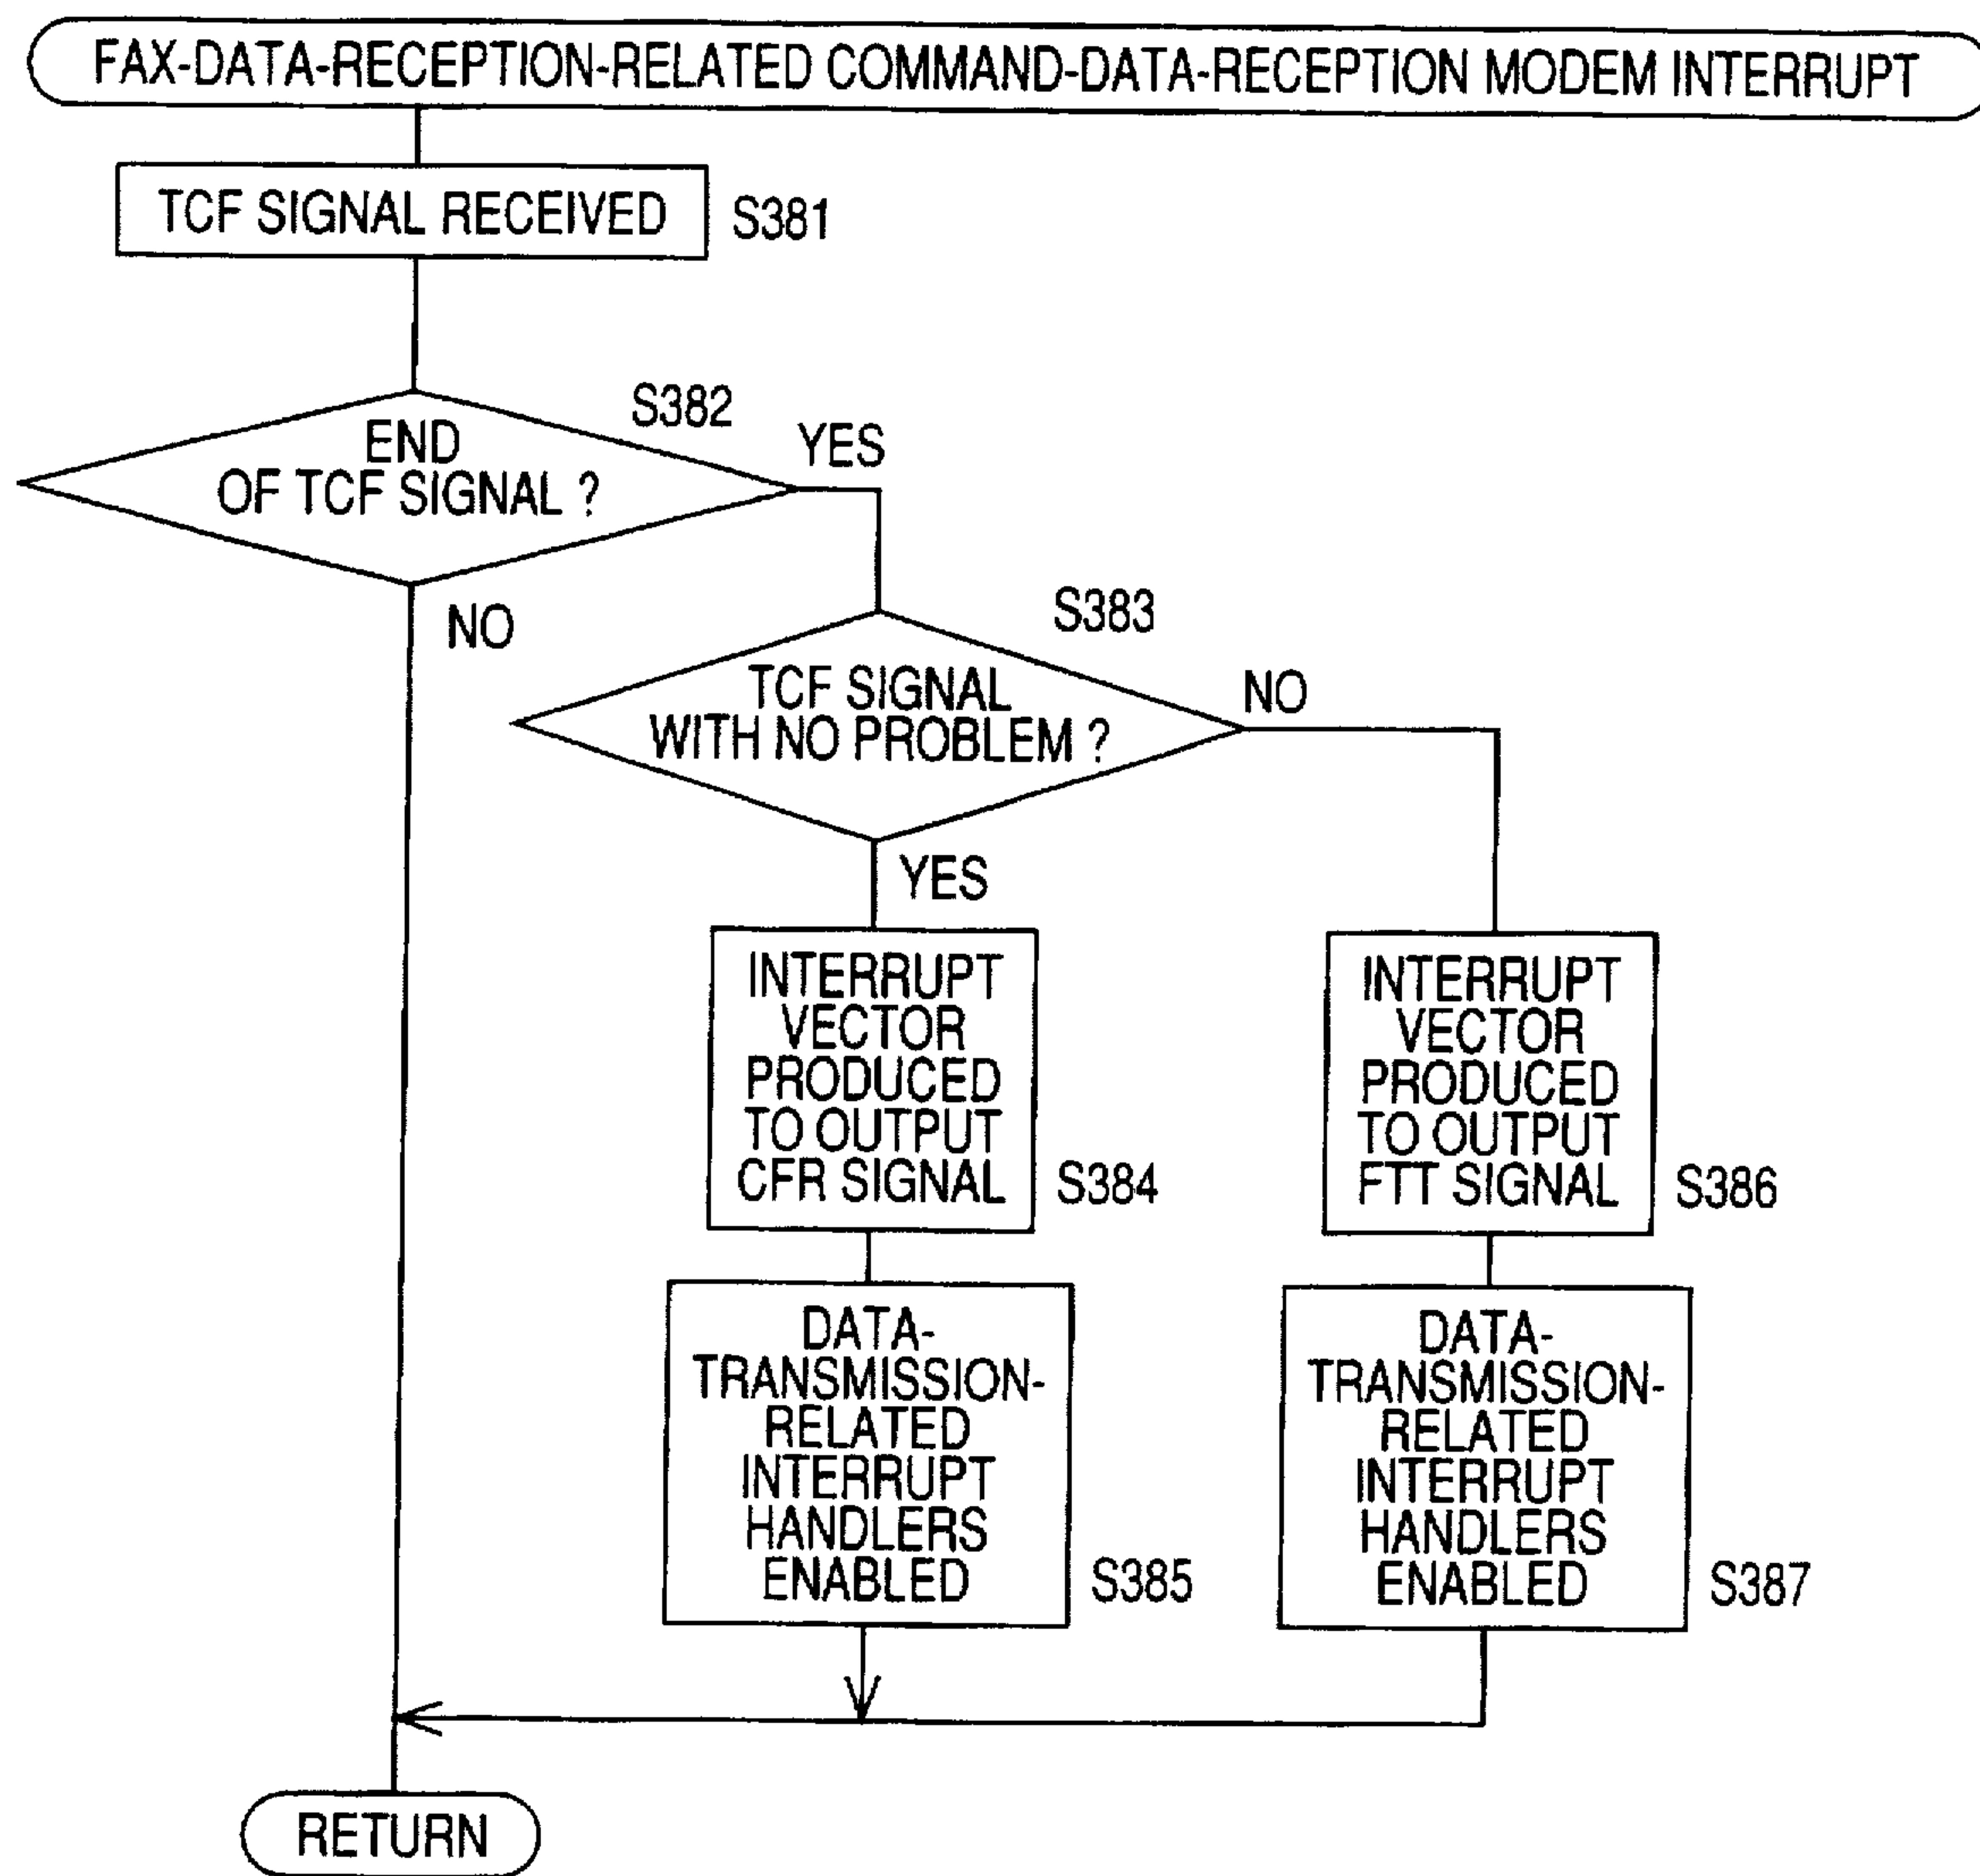 FAX-DATA-RECEPTION-RELATED COMMAND-DATA-RECEPTION MODEM INTERRUPT
TCF SIGNAL RECEIVED
S381
S382
END
OF TCF SIGNAL ?
YES
NO
S383
TCF SIGNAL
WITH NO PROBLEM ?
NO
YES
INTERRUPT
VECTOR
PRODUCED
TO OUTPUT
CFR SIGNAL
S384
INTERRUPT
VECTOR
PRODUCED
TO OUTPUT
FTT SIGNAL
S386
DATA-
TRANSMISSION-
RELATED
INTERRUPT
HANDLERS
ENABLED
S385
DATA-
TRANSMISSION-
RELATED
INTERRUPT
HANDLERS
ENABLED
S387
RETURN